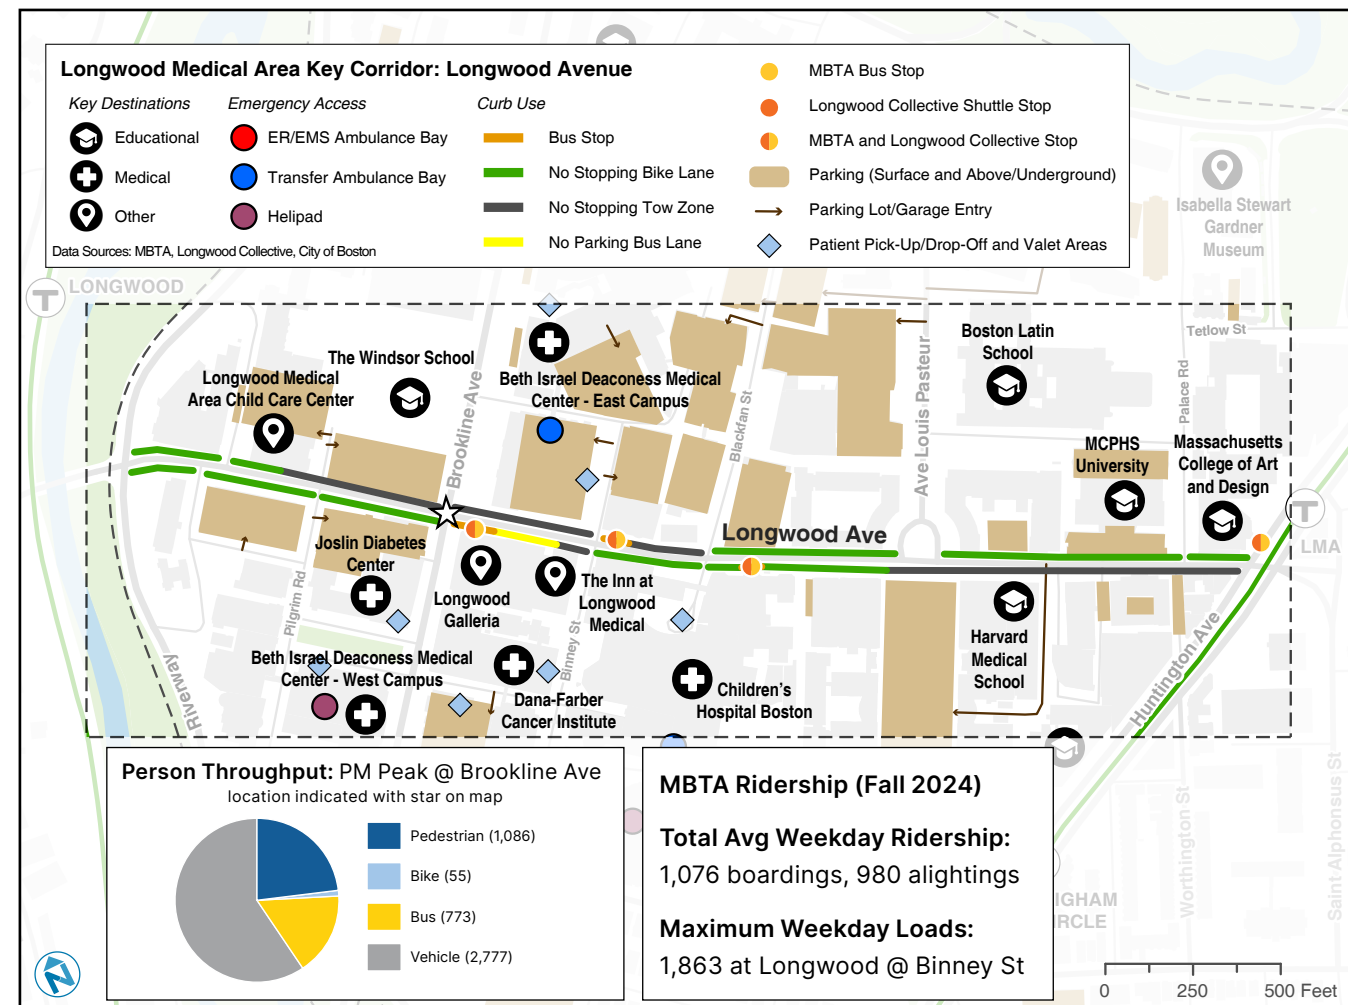 Longwood Medical Area Key Corridor: Longwood Avenue
Key Destinations
Educational
Medical
Other
Emergency Access
ER/EMS Ambulance Bay
Transfer Ambulance Bay
Helipad
Curb Use
Bus Stop
No Stopping Bike Lane
No Stopping Tow Zone
No Parking Bus Lane
MBTA Bus Stop
Longwood Collective Shuttle Stop
MBTA and Longwood Collective Stop
Parking (Surface and Above/Underground)
Parking Lot/Garage Entry
Patient Pick-Up/Drop-Off and Valet Areas
Data Sources: MBTA, Longwood Collective, City of Boston
Isabella Stewart
Gardner
Museum
T
LONGWOOD
Tetlow St
Boston Latin
School
The Windsor School
Longwood Medical
Area Child Care Center
Brookline Ave
Beth Israel Deaconess Medical
Center - East Campus
Blackfan St
Ave Louis Pasteur
Palace Rd
MCPHS
University
Massachusetts
College of Art
and Design
T
LMA
Longwood Ave
Joslin Diabetes
Center
Longwood
Galleria
The Inn at
Longwood
Medical
Pilgrim Rd
Binney St
Harvard
Medical
School
Riverway
Beth Israel Deaconess Medical
Center - West Campus
Dana-Farber
Cancer Institute
Children's
Hospital Boston
Huntington Ave
Person Throughput: PM Peak @ Brookline Ave
location indicated with star on map
Pedestrian (1,086)
Bike (55)
Bus (773)
Vehicle (2,777)
MBTA Ridership (Fall 2024)
Total Avg Weekday Ridership:
1,076 boardings, 980 alightings
Maximum Weekday Loads:
1,863 at Longwood @ Binney St
IGHAM
IRCLE
Worthington St
Saint Alphonsus St
N
0 250 500 Feet